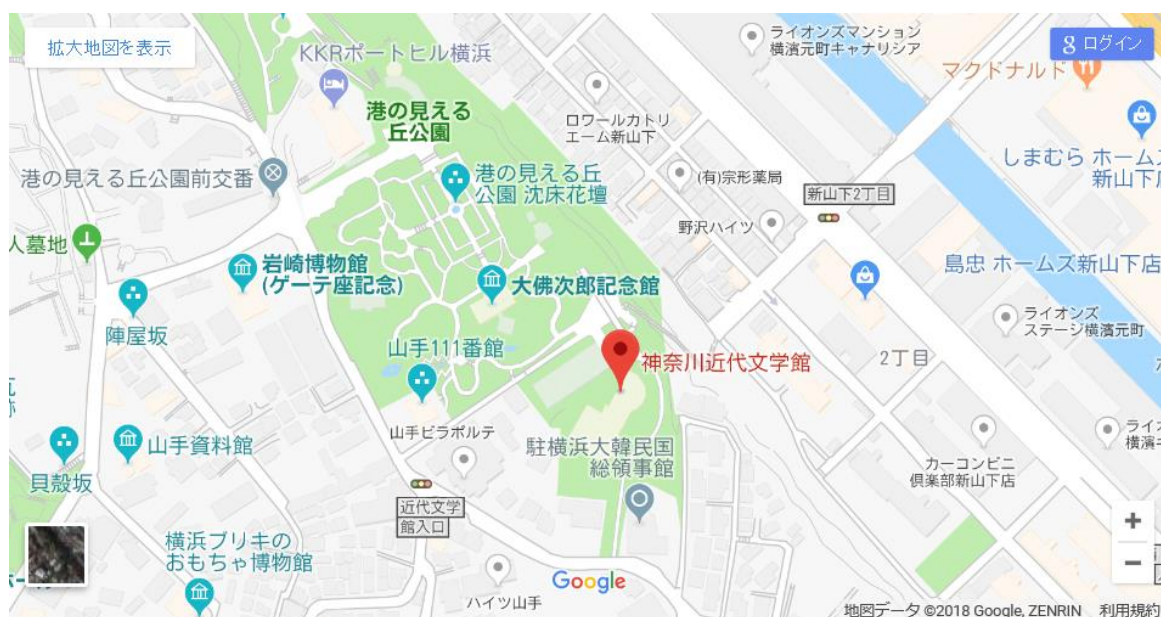 拡大地図を表示
ログイン
ライオンズマンション
横濱元町キャナリシア
KKRポートヒル横浜
マクドナルド
港の見える
丘公園
ロワールカトリ
エーム新山下
しまむら ホームズ
新山下店
港の見える丘公園前交番
港の見える丘
公園 沈床花壇
(有)宗形薬局
新山下2丁目
野沢ハイツ
人墓地
岩崎博物館
(ゲーテ座記念)
大佛次郎記念館
島忠 ホームズ新山下店
陣屋坂
山手111番館
神奈川近代文学館
ライオンズ
ステージ横濱元町
2丁目
山手資料館
山手ビラポルテ
駐横浜大韓民国
総領事館
貝殻坂
カーコンビニ
倶楽部新山下店
近代文学
館入口
横浜ブリキの
おもちゃ博物館
ハイツ山手
Google
+
−
地図データ ©2018 Google, ZENRIN 利用規約